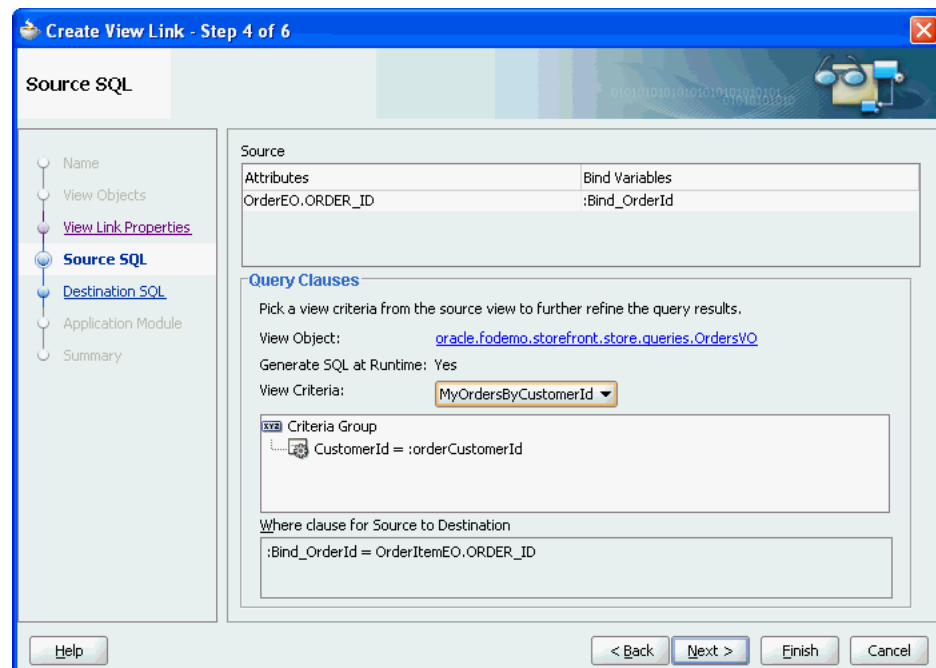 Create View Link - Step 4 of 6
Source SQL
Name
View Objects
View Link Properties
Source SQL
Destination SQL
Application Module
Summary
Source
Attributes Bind Variables
OrderEO.ORDER_ID :Bind_OrderId
Query Clauses
Pick a view criteria from the source view to further refine the query results.
View Object: oracle.fodemo.storefront.store.queries.OrdersVO
Generate SQL at Runtime: Yes
View Criteria: MyOrdersByCustomerId
XYZ Criteria Group
CustomerId = :orderCustomerId
Where clause for Source to Destination
:Bind_OrderId = OrderItemEO.ORDER_ID
Help < Back Next > Finish Cancel